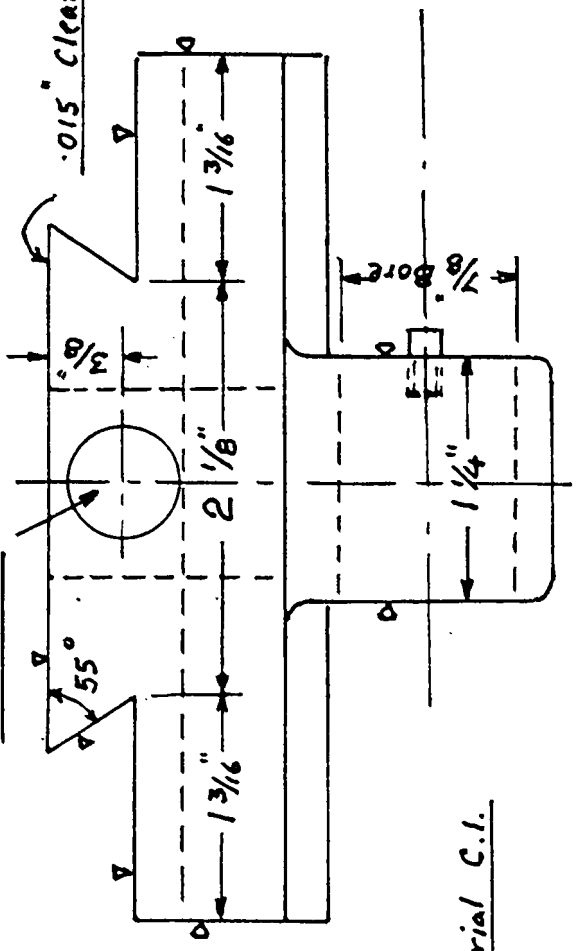 .015" Clea
1 3/16"
3/8"
2 1/8"
7/8" Bore
1 1/4"
55°
1 3/16"
rial C.I.